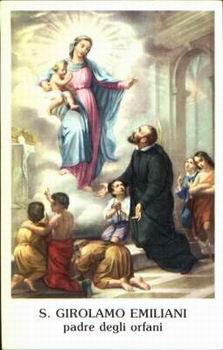 S. GIROLAMO EMILIANI
padre degli orfani